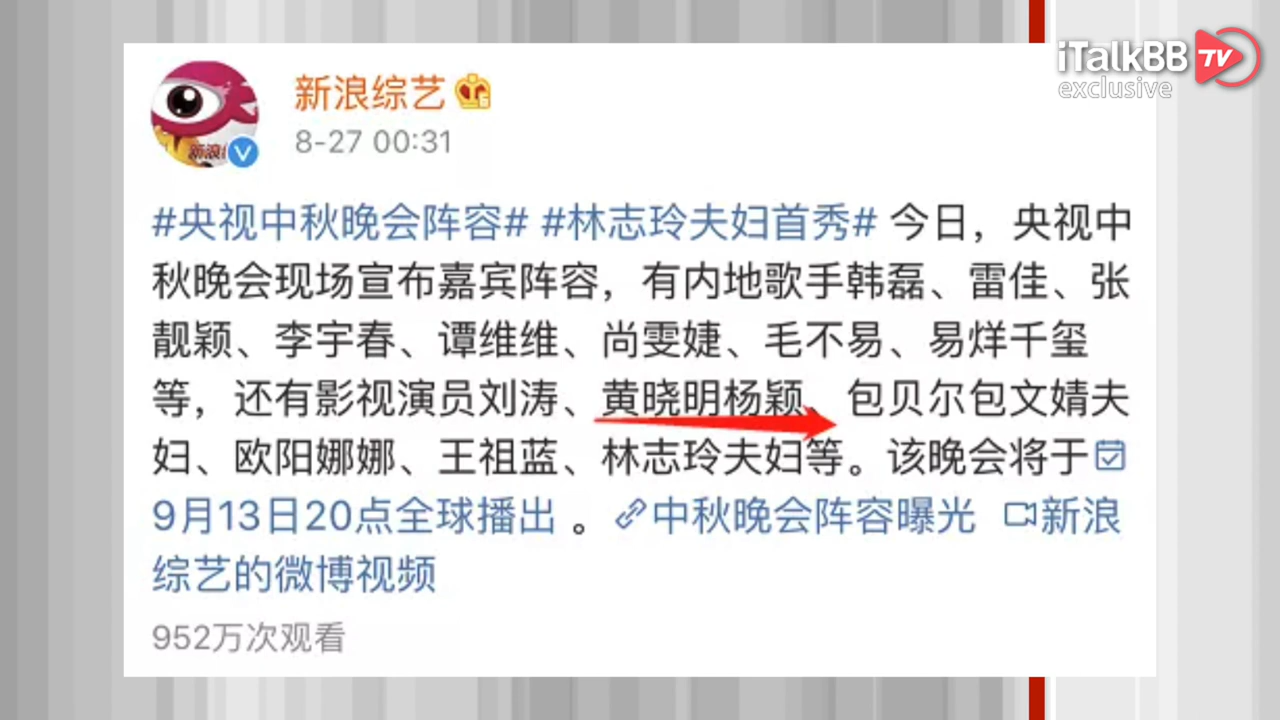 iTalkBB TV
exclusive
新浪综艺
8-27 00:31
新浪
#央视中秋晚会阵容# #林志玲夫妇首秀# 今日，央视中
秋晚会现场宣布嘉宾阵容，有内地歌手韩磊、雷佳、张
靓颖、李宇春、谭维维、尚雯婕、毛不易、易烊千玺
等，还有影视演员刘涛、黄晓明杨颖、包贝尔包文婧夫
妇、欧阳娜娜、王祖蓝、林志玲夫妇等。该晚会将于
9月13日20点全球播出 。 中秋晚会阵容曝光 新浪
综艺的微博视频
952万次观看